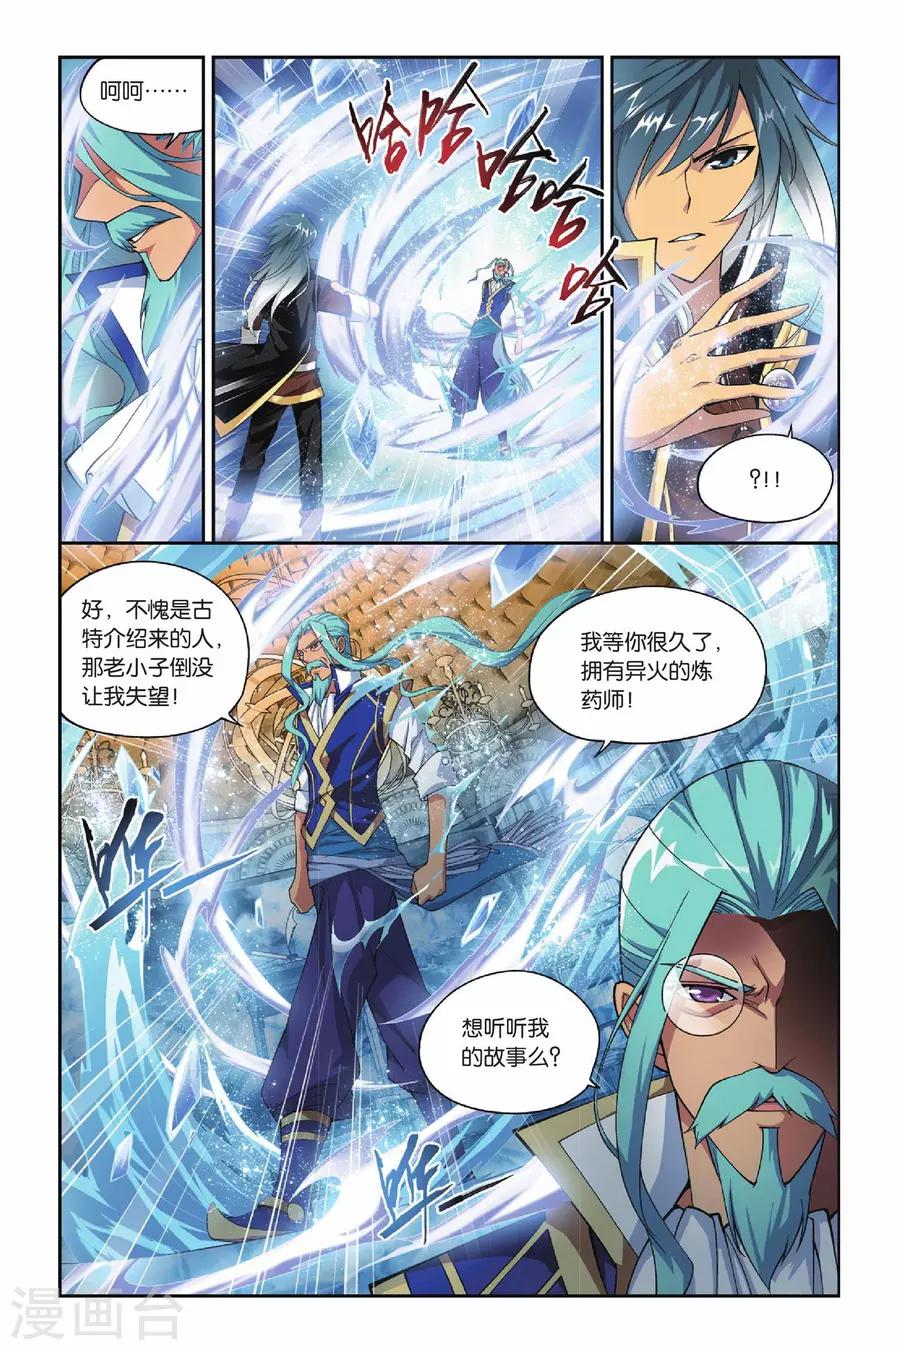 呵呵……
哈哈哈哈哈
?!!
好，不愧是古
特介绍来的人，
那老小子倒没
让我失望！
我等你很久了，
拥有异火的炼
药师！
哗—
想听听我
的故事么？
哗—
漫画台